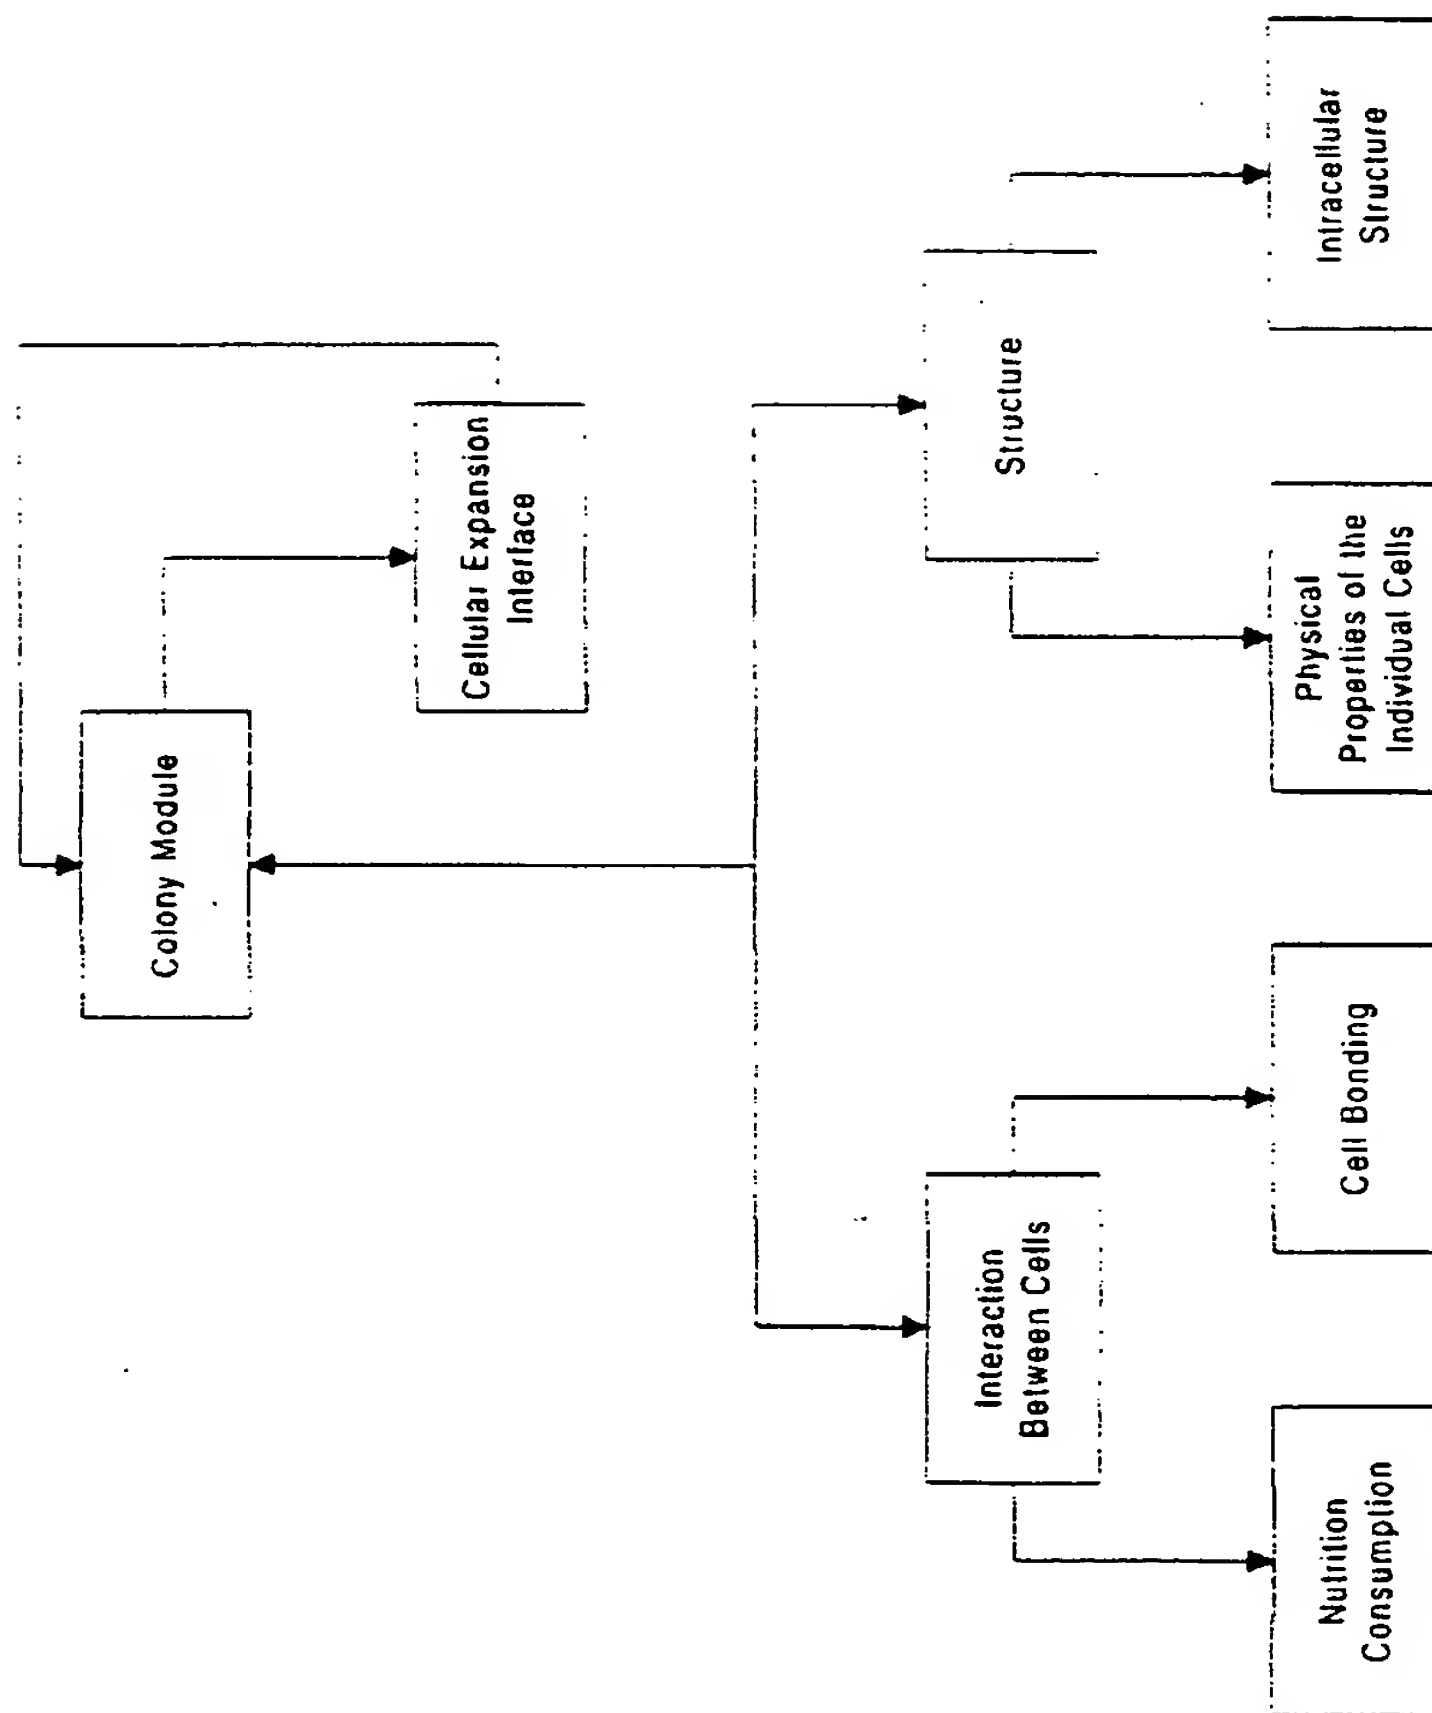 Colony Module
Cellular Expansion
Interface
Interaction
Between Cells
Structure
Nutrition
Consumption
Cell Bonding
Physical
Properties of the
Individual Cells
Intracellular
Structure